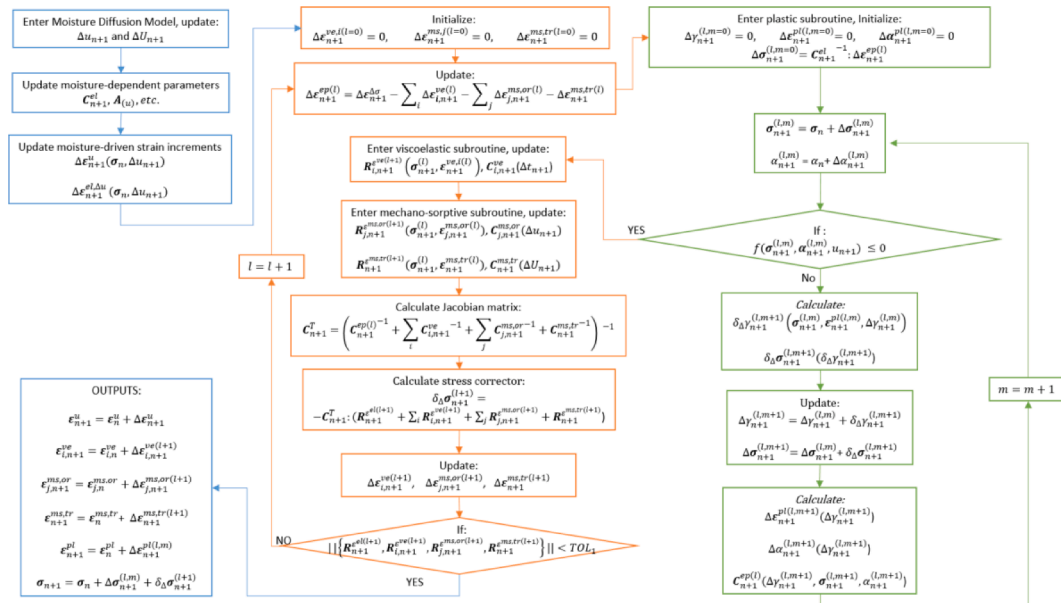 Enter Moisture Diffusion Model, update:
Δu_{n+1} and ΔU_{n+1}
Update moisture-dependent parameters
C^{el}_{n+1}, A_{(u)}, etc.
Update moisture-driven strain increments
Δε^{u}_{n+1}(σ_n, Δu_{n+1})
Δε^{el,Δu}_{n+1}(σ_n, Δu_{n+1})
Initialize:
Δε^{ve,i(l=0)}_{n+1} = 0, Δε^{ms,j(l=0)}_{n+1} = 0, Δε^{ms,tr(l=0)}_{n+1} = 0
Update:
Δε^{ep(l)}_{n+1} = Δε^{Δσ}_{n+1} − ∑_i Δε^{ve(l)}_{i,n+1} − ∑_j Δε^{ms,or(l)}_{j,n+1} − Δε^{ms,tr(l)}_{n+1}
Enter viscoelastic subroutine, update:
R^{ε^{ve(l+1)}}_{i,n+1}(σ^{(l)}_{n+1}, ε^{ve,i(l)}_{n+1}), C^{ve}_{i,n+1}(Δt_{n+1})
Enter mechano-sorptive subroutine, update:
R^{ε^{ms,or(l+1)}}_{j,n+1}(σ^{(l)}_{n+1}, ε^{ms,or(l)}_{j,n+1}), C^{ms,or}_{j,n+1}(Δu_{n+1})
R^{ε^{ms,tr(l+1)}}_{n+1}(σ^{(l)}_{n+1}, ε^{ms,tr(l)}_{n+1}), C^{ms,tr}_{n+1}(ΔU_{n+1})
l = l + 1
Calculate Jacobian matrix:
C^{T}_{n+1} = (C^{ep(l)}_{n+1}^{-1} + ∑_i C^{ve}_{i,n+1}^{-1} + ∑_j C^{ms,or}_{j,n+1}^{-1} + C^{ms,tr}_{n+1}^{-1})^{-1}
Calculate stress corrector:
δ_Δσ^{(l+1)}_{n+1} =
−C^{T}_{n+1}: (R^{ε^{el(l+1)}}_{n+1} + ∑_i R^{ε^{ve(l+1)}}_{i,n+1} + ∑_j R^{ε^{ms,or(l+1)}}_{j,n+1} + R^{ε^{ms,tr(l+1)}}_{n+1})
Update:
Δε^{ve(l+1)}_{i,n+1}, Δε^{ms,or(l+1)}_{j,n+1}, Δε^{ms,tr(l+1)}_{n+1}
If:
||{R^{ε^{el(l+1)}}_{n+1}, R^{ε^{ve(l+1)}}_{i,n+1}, R^{ε^{ms,or(l+1)}}_{j,n+1}, R^{ε^{ms,tr(l+1)}}_{n+1}}|| < TOL_1
NO
YES
OUTPUTS:
ε^{u}_{n+1} = ε^{u}_n + Δε^{u}_{n+1}
ε^{ve}_{i,n+1} = ε^{ve}_{i,n} + Δε^{ve(l+1)}_{i,n+1}
ε^{ms,or}_{j,n+1} = ε^{ms,or}_{j,n} + Δε^{ms,or(l+1)}_{j,n+1}
ε^{ms,tr}_{n+1} = ε^{ms,tr}_n + Δε^{ms,tr(l+1)}_{n+1}
ε^{pl}_{n+1} = ε^{pl}_n + Δε^{pl(l,m)}_{n+1}
σ_{n+1} = σ_n + Δσ^{(l,m)}_{n+1} + δ_Δσ^{(l+1)}_{n+1}
Enter plastic subroutine, Initialize:
Δγ^{(l,m=0)}_{n+1} = 0, Δε^{pl(l,m=0)}_{n+1} = 0, Δα^{pl(l,m=0)}_{n+1} = 0
Δσ^{(l,m=0)}_{n+1} = C^{el}_{n+1}^{-1}: Δε^{ep(l)}_{n+1}
σ^{(l,m)}_{n+1} = σ_n + Δσ^{(l,m)}_{n+1}
α^{(l,m)}_{n+1} = α_n + Δα^{(l,m)}_{n+1}
YES
If :
f(σ^{(l,m)}_{n+1}, α^{(l,m)}_{n+1}, u_{n+1}) ≤ 0
No
Calculate:
δ_Δγ^{(l,m+1)}_{n+1}(σ^{(l,m)}_{n+1}, ε^{pl(l,m)}_{n+1}, Δγ^{(l,m)}_{n+1})
δ_Δσ^{(l,m+1)}_{n+1}(δ_Δγ^{(l,m+1)}_{n+1}}
m = m + 1
Update:
Δγ^{(l,m+1)}_{n+1} = Δγ^{(l,m)}_{n+1} + δ_Δγ^{(l,m+1)}_{n+1}
Δσ^{(l,m+1)}_{n+1} = Δσ^{(l,m)}_{n+1} + δ_Δσ^{(l,m+1)}_{n+1}
Calculate:
Δε^{pl(l,m+1)}_{n+1}(Δγ^{(l,m+1)}_{n+1}}
Δα^{(l,m+1)}_{n+1}(Δγ^{(l,m+1)}_{n+1}}
C^{ep(l)}_{n+1}(Δγ^{(l,m+1)}_{n+1}, σ^{(l,m+1)}_{n+1}, α^{(l,m+1)}_{n+1}}